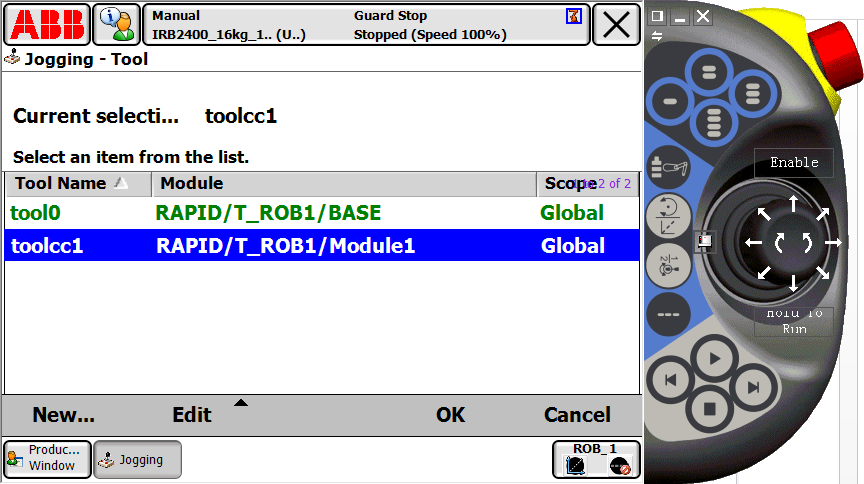 ABB
Manual
Guard Stop
IRB2400_16kg_1.. (U..)
Stopped (Speed 100%)
Jogging - Tool
Current selecti... toolcc1
Select an item from the list.
Tool Name Module Scope 1 to 2 of 2
tool0 RAPID/T_ROB1/BASE Global
toolcc1 RAPID/T_ROB1/Module1 Global
New... Edit OK Cancel
Produc...
Window
Jogging
ROB_1
Enable
Hold To
Run